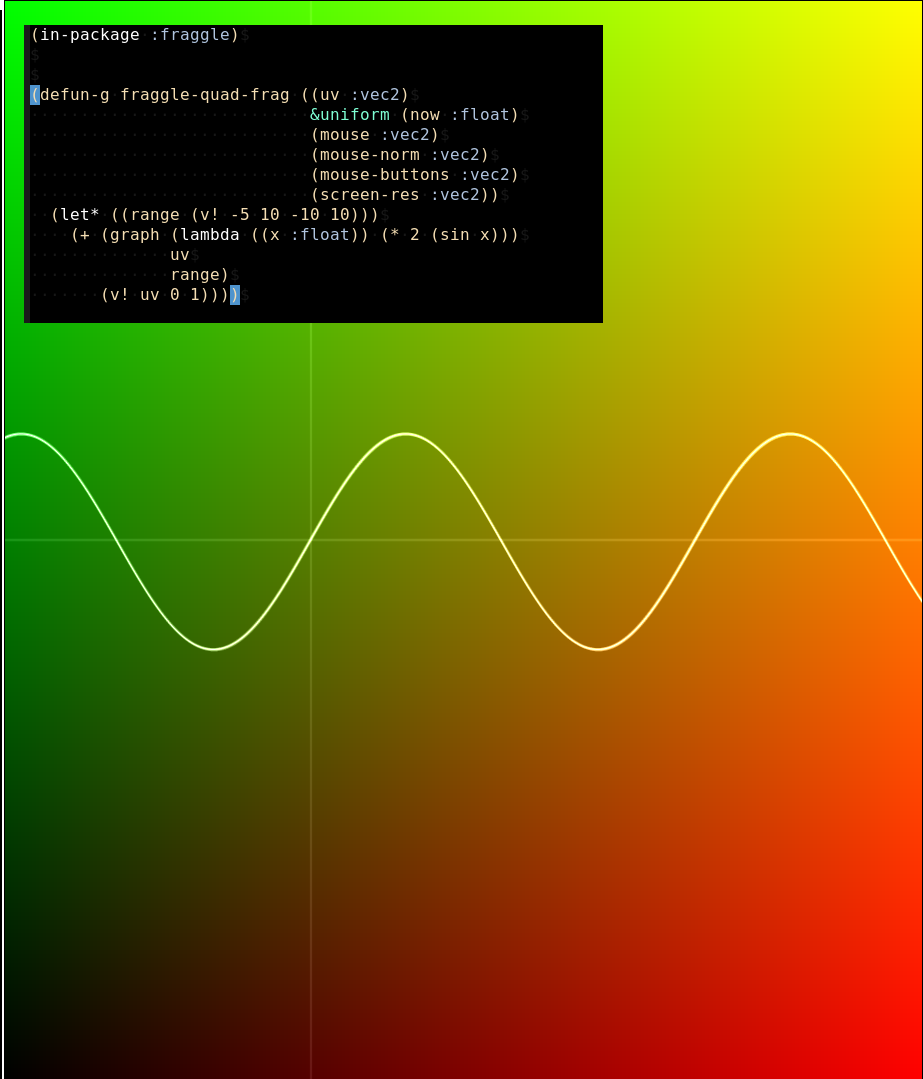 (in-package :fraggle)$
$
$
(defun-g fraggle-quad-frag ((uv :vec2)$
                            &uniform (now :float)$
                            (mouse :vec2)$
                            (mouse-norm :vec2)$
                            (mouse-buttons :vec2)$
                            (screen-res :vec2))$
  (let* ((range (v! -5 10 -10 10)))$
    (+ (graph (lambda ((x :float)) (* 2 (sin x)))$
              uv$
              range)$
       (v! uv 0 1))))$